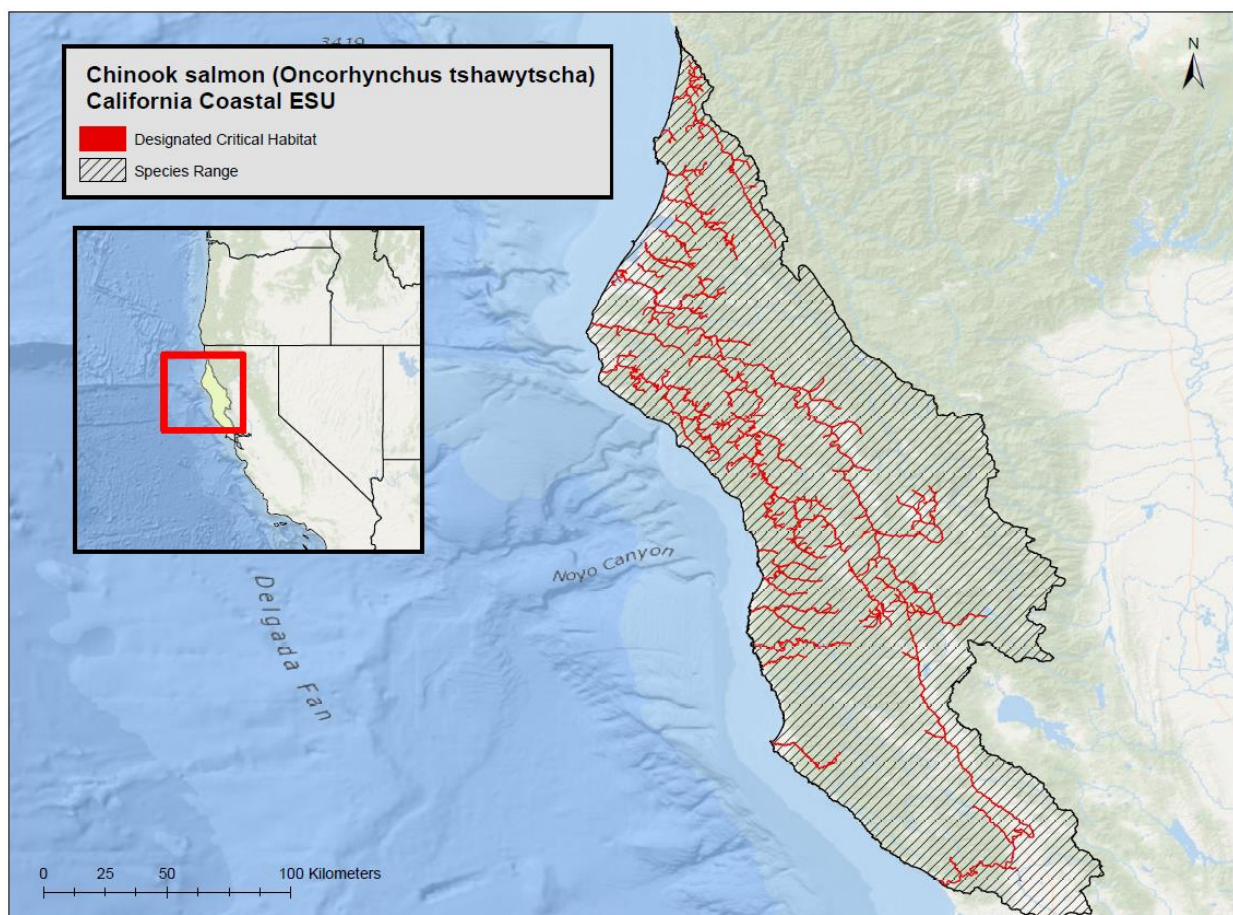 3419
Chinook salmon (Oncorhynchus tshawytscha)
California Coastal ESU
Designated Critical Habitat
Species Range
N
Noyo Canyon
Delgada Fan
0 25 50 100 Kilometers